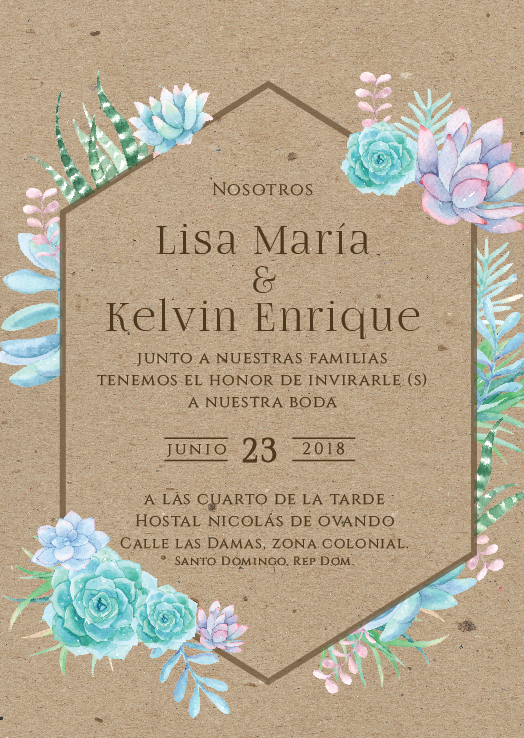 Nosotros
Lisa María
&
Kelvin Enrique
junto a nuestras familias
tenemos el honor de invirarle (s)
a nuestra boda
junio 23 2018
a las cuarto de la tarde
Hostal nicolás de ovando
Calle las Damas, zona colonial.
Santo Domingo, Rep Dom.